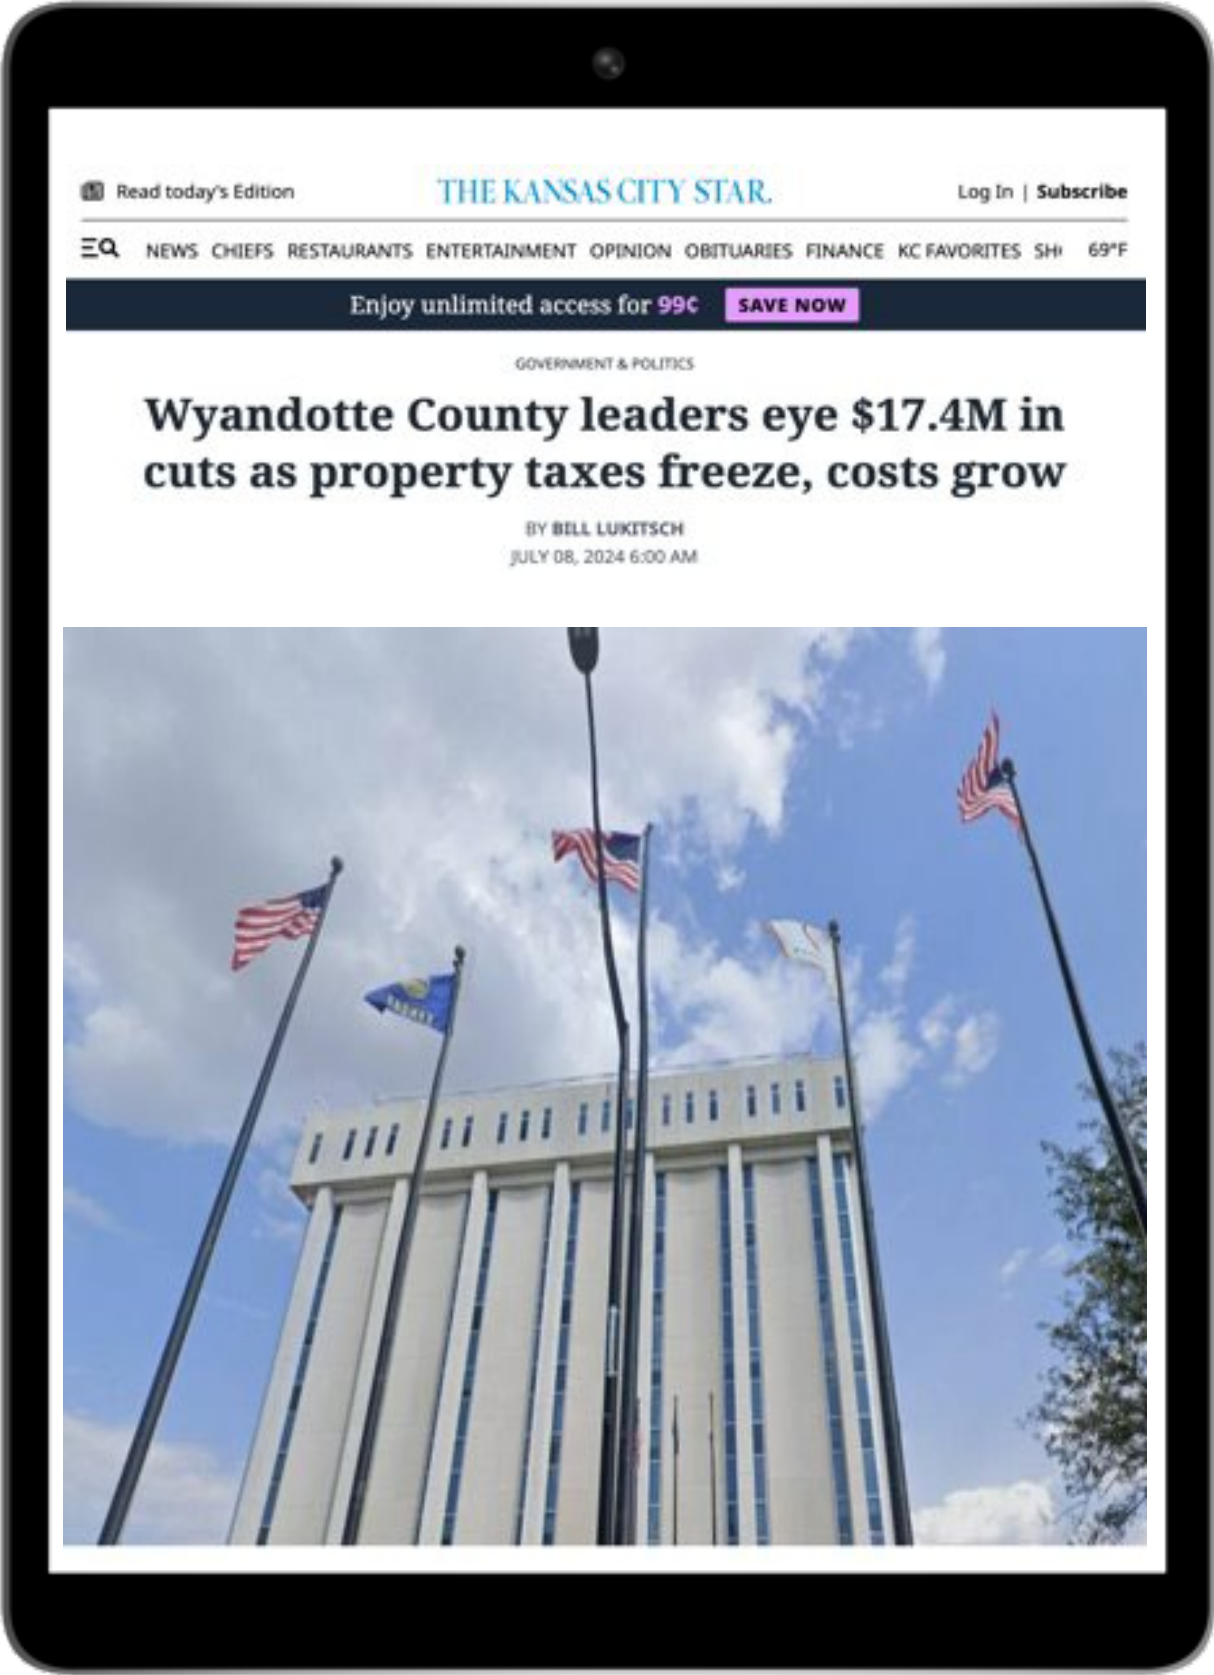 Read today's Edition
THE KANSAS CITY STAR.
Log In | Subscribe
NEWS CHIEFS RESTAURANTS ENTERTAINMENT OPINION OBITUARIES FINANCE KC FAVORITES SH 69°F
Enjoy unlimited access for 99¢ SAVE NOW
GOVERNMENT & POLITICS
Wyandotte County leaders eye $17.4M in
cuts as property taxes freeze, costs grow
BY BILL LUKITSCH
JULY 08, 2024 6:00 AM